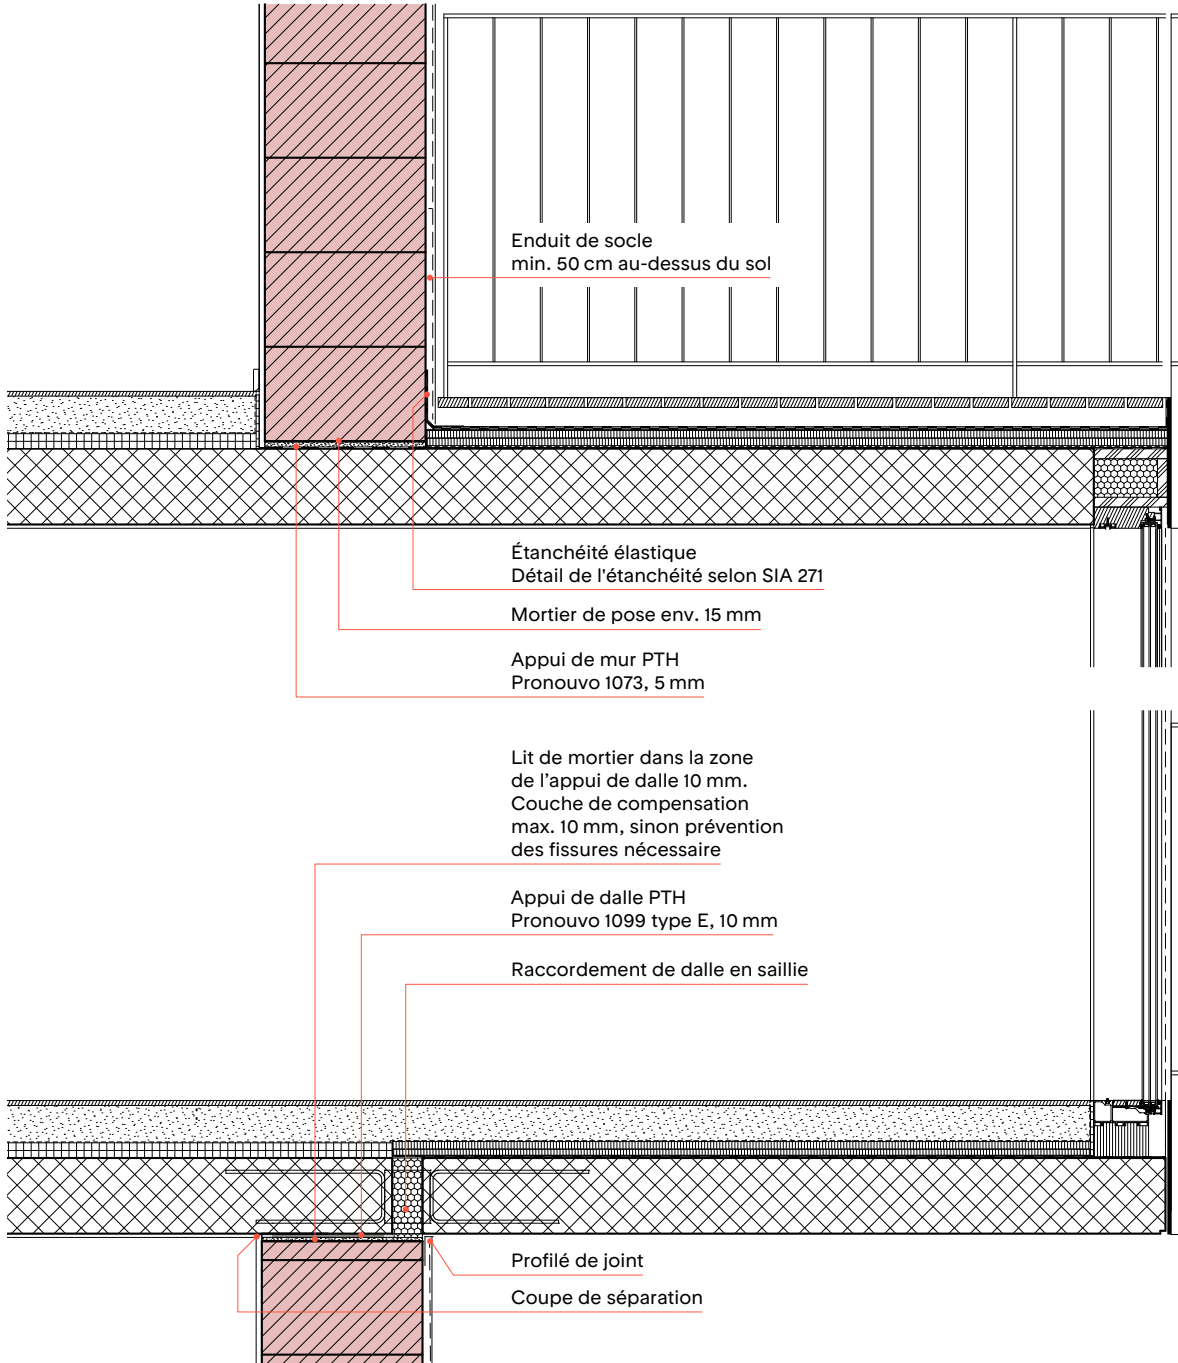 Enduit de socle
min. 50 cm au-dessus du sol
Étanchéité élastique
Détail de l'étanchéité selon SIA 271
Mortier de pose env. 15 mm
Appui de mur PTH
Pronouvo 1073, 5 mm
Lit de mortier dans la zone
de l’appui de dalle 10 mm.
Couche de compensation
max. 10 mm, sinon prévention
des fissures nécessaire
Appui de dalle PTH
Pronouvo 1099 type E, 10 mm
Raccordement de dalle en saillie
Profilé de joint
Coupe de séparation